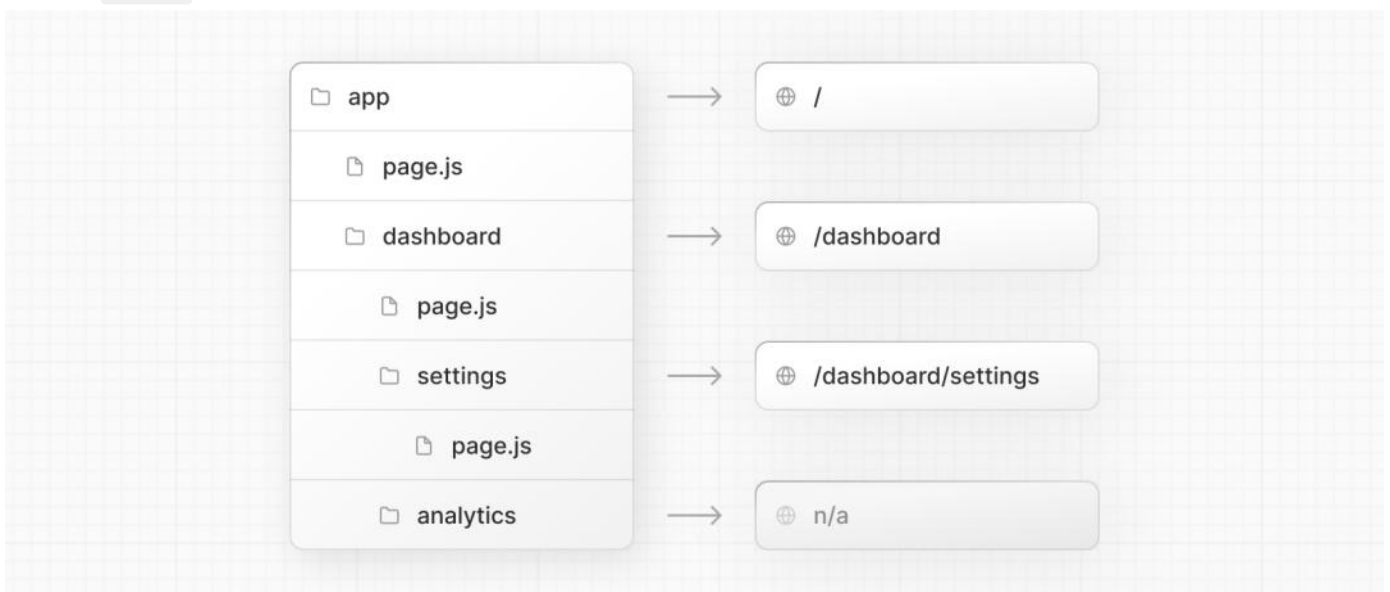 app
/
page.js
dashboard
/dashboard
page.js
settings
/dashboard/settings
page.js
analytics
n/a